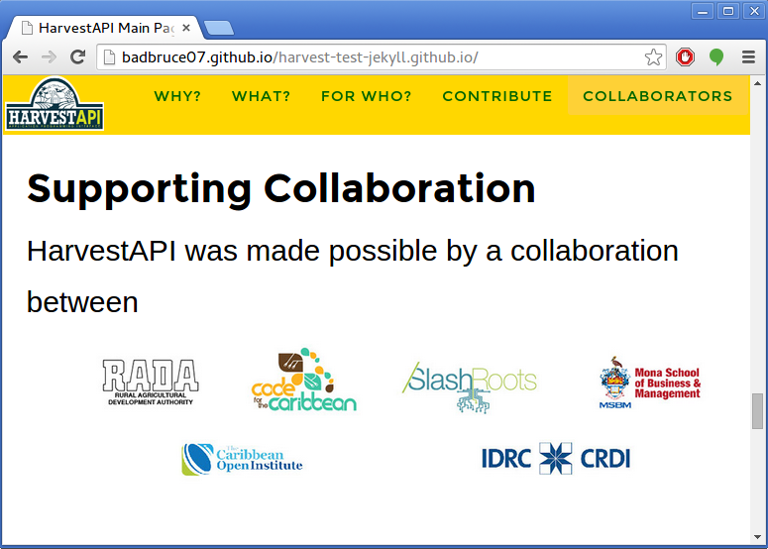 HarvestAPI Main Pag
badbruce07.github.io/harvest-test-jekyll.github.io/
HARVESTAPI
WHY? WHAT? FOR WHO? CONTRIBUTE COLLABORATORS
Supporting Collaboration
HarvestAPI was made possible by a collaboration
between
RADA
RURAL AGRICULTURAL
DEVELOPMENT AUTHORITY
code
for the caribbean
SlashRoots
MSBM
Mona School
of Business &
Management
The
Caribbean
Open Institute
IDRC CRDI